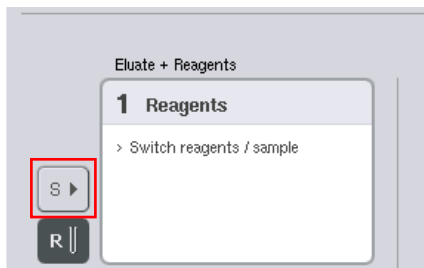 Eluate + Reagents
1 Reagents
> Switch reagents / sample
S
R